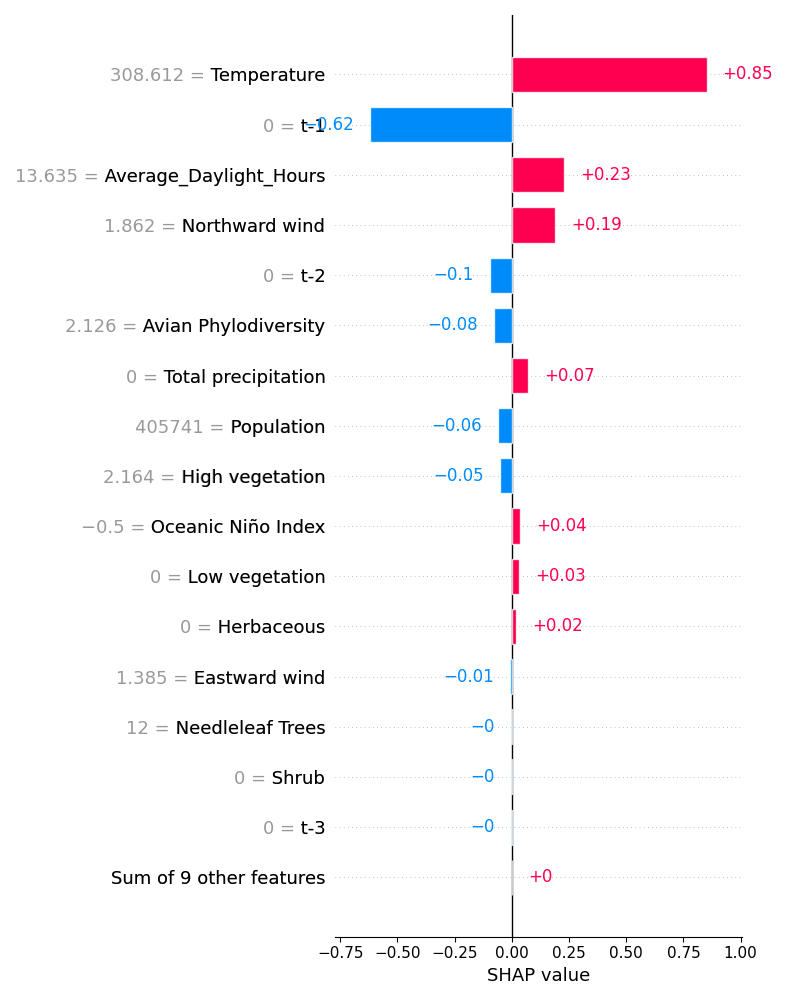 308.612 = Temperature +0.85
0 = t-1 −0.62
13.635 = Average_Daylight_Hours +0.23
1.862 = Northward wind +0.19
0 = t-2 −0.1
2.126 = Avian Phylodiversity −0.08
0 = Total precipitation +0.07
405741 = Population −0.06
2.164 = High vegetation −0.05
−0.5 = Oceanic Niño Index +0.04
0 = Low vegetation +0.03
0 = Herbaceous +0.02
1.385 = Eastward wind −0.01
12 = Needleleaf Trees −0
0 = Shrub −0
0 = t-3 −0
Sum of 9 other features +0
−0.75 −0.50 −0.25 0.00 0.25 0.50 0.75 1.00
SHAP value